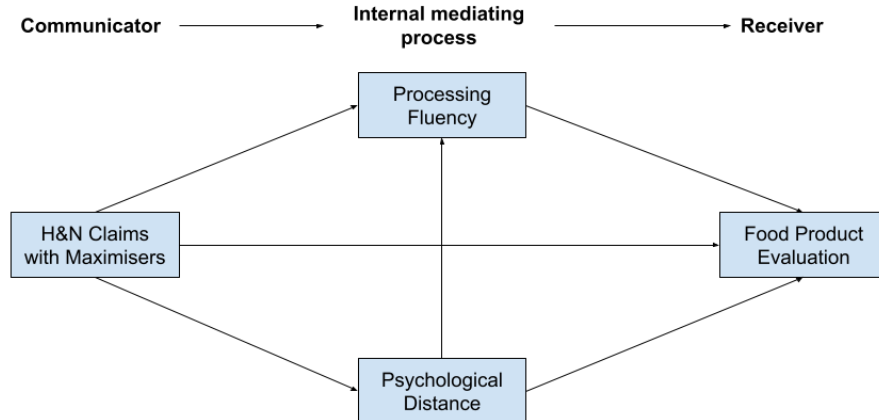 Communicator
Internal mediating
process
Receiver
Processing
Fluency
H&N Claims
with Maximisers
Food Product
Evaluation
Psychological
Distance